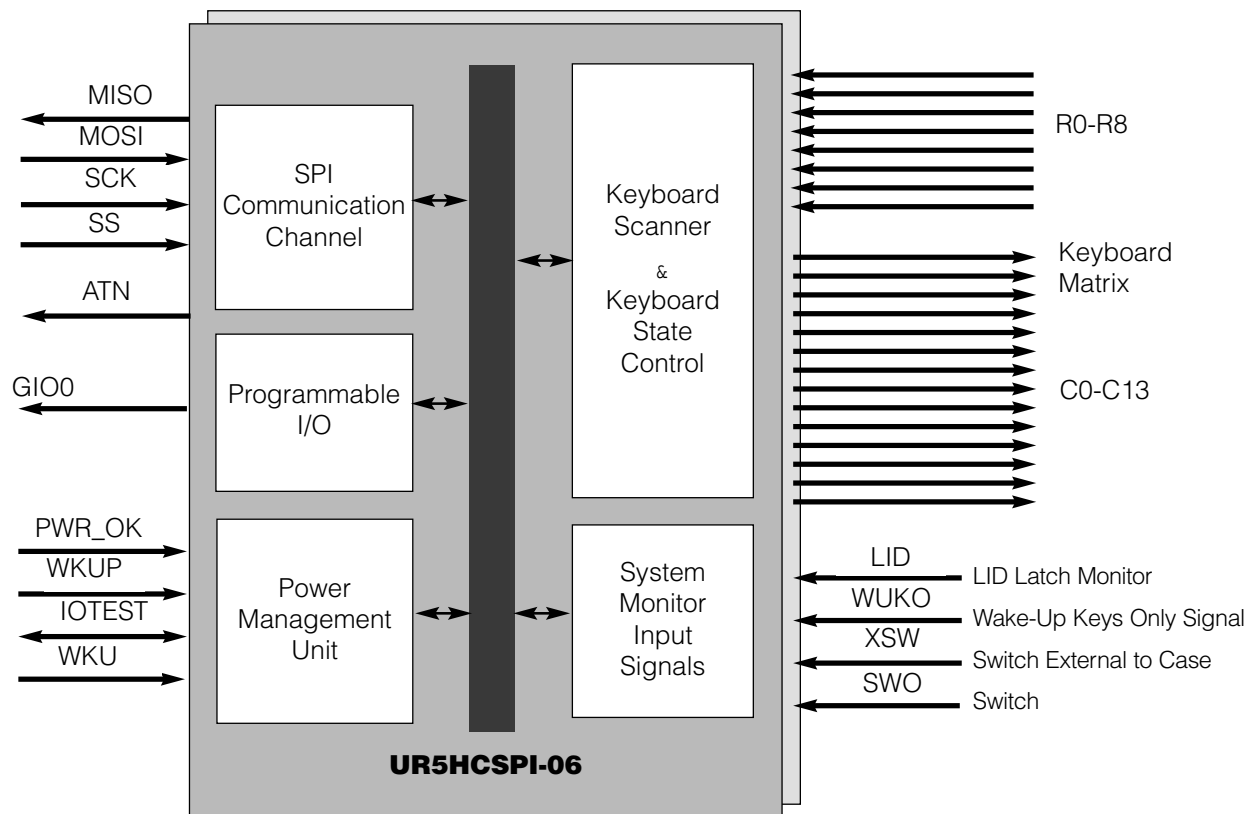 MISO
MOSI
SCK
SS
ATN
GIO0
PWR_OK
WKUP
IOTEST
WKU
SPI
Communication
Channel
Programmable
I/O
Power
Management
Unit
Keyboard
Scanner
&
Keyboard
State
Control
System
Monitor
Input
Signals
UR5HCSPI-06
R0-R8
Keyboard
Matrix
C0-C13
LID
LID Latch Monitor
WUKO
Wake-Up Keys Only Signal
XSW
Switch External to Case
SWO
Switch